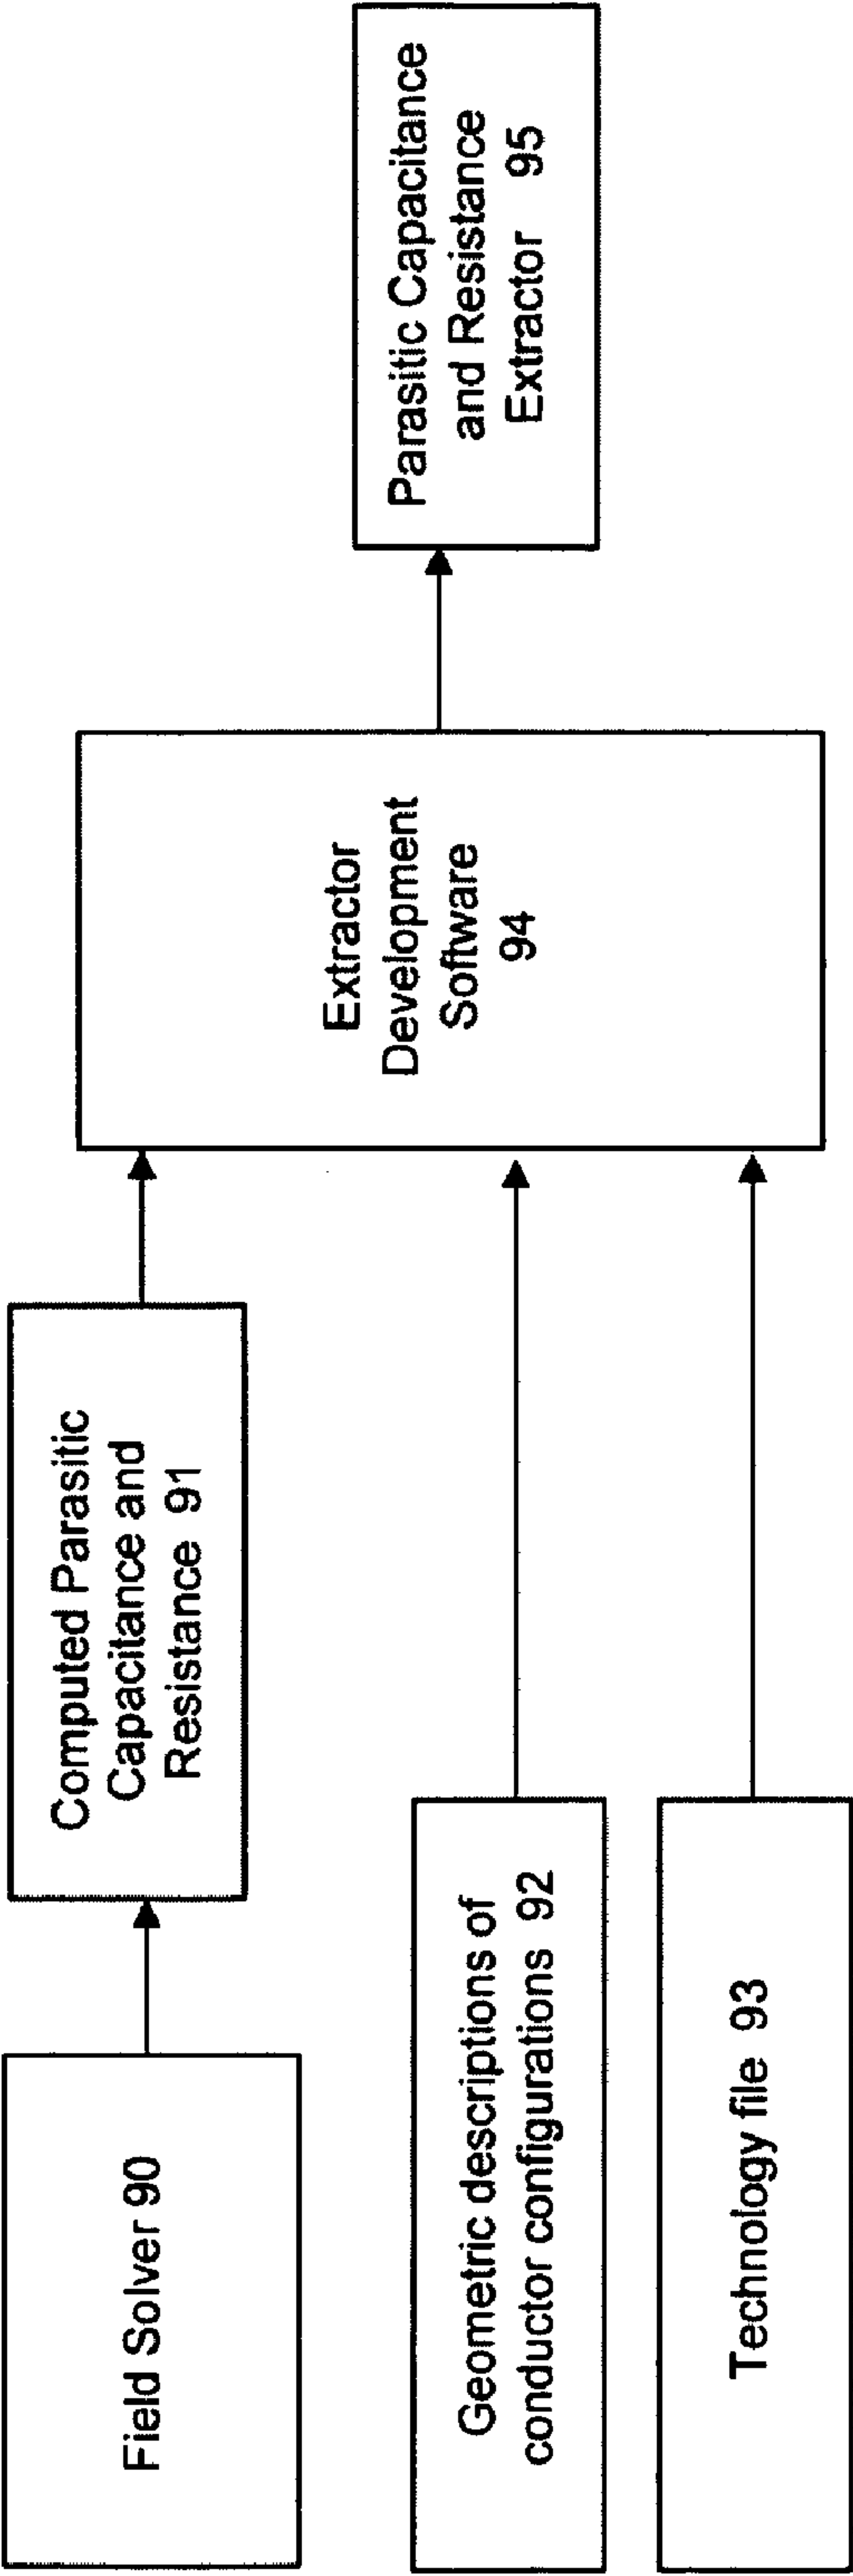 Field Solver 90
Computed Parasitic
Capacitance and
Resistance 91
Geometric descriptions of
conductor configurations 92
Technology file 93
Extractor
Development
Software
94
Parasitic Capacitance
and Resistance
Extractor 95